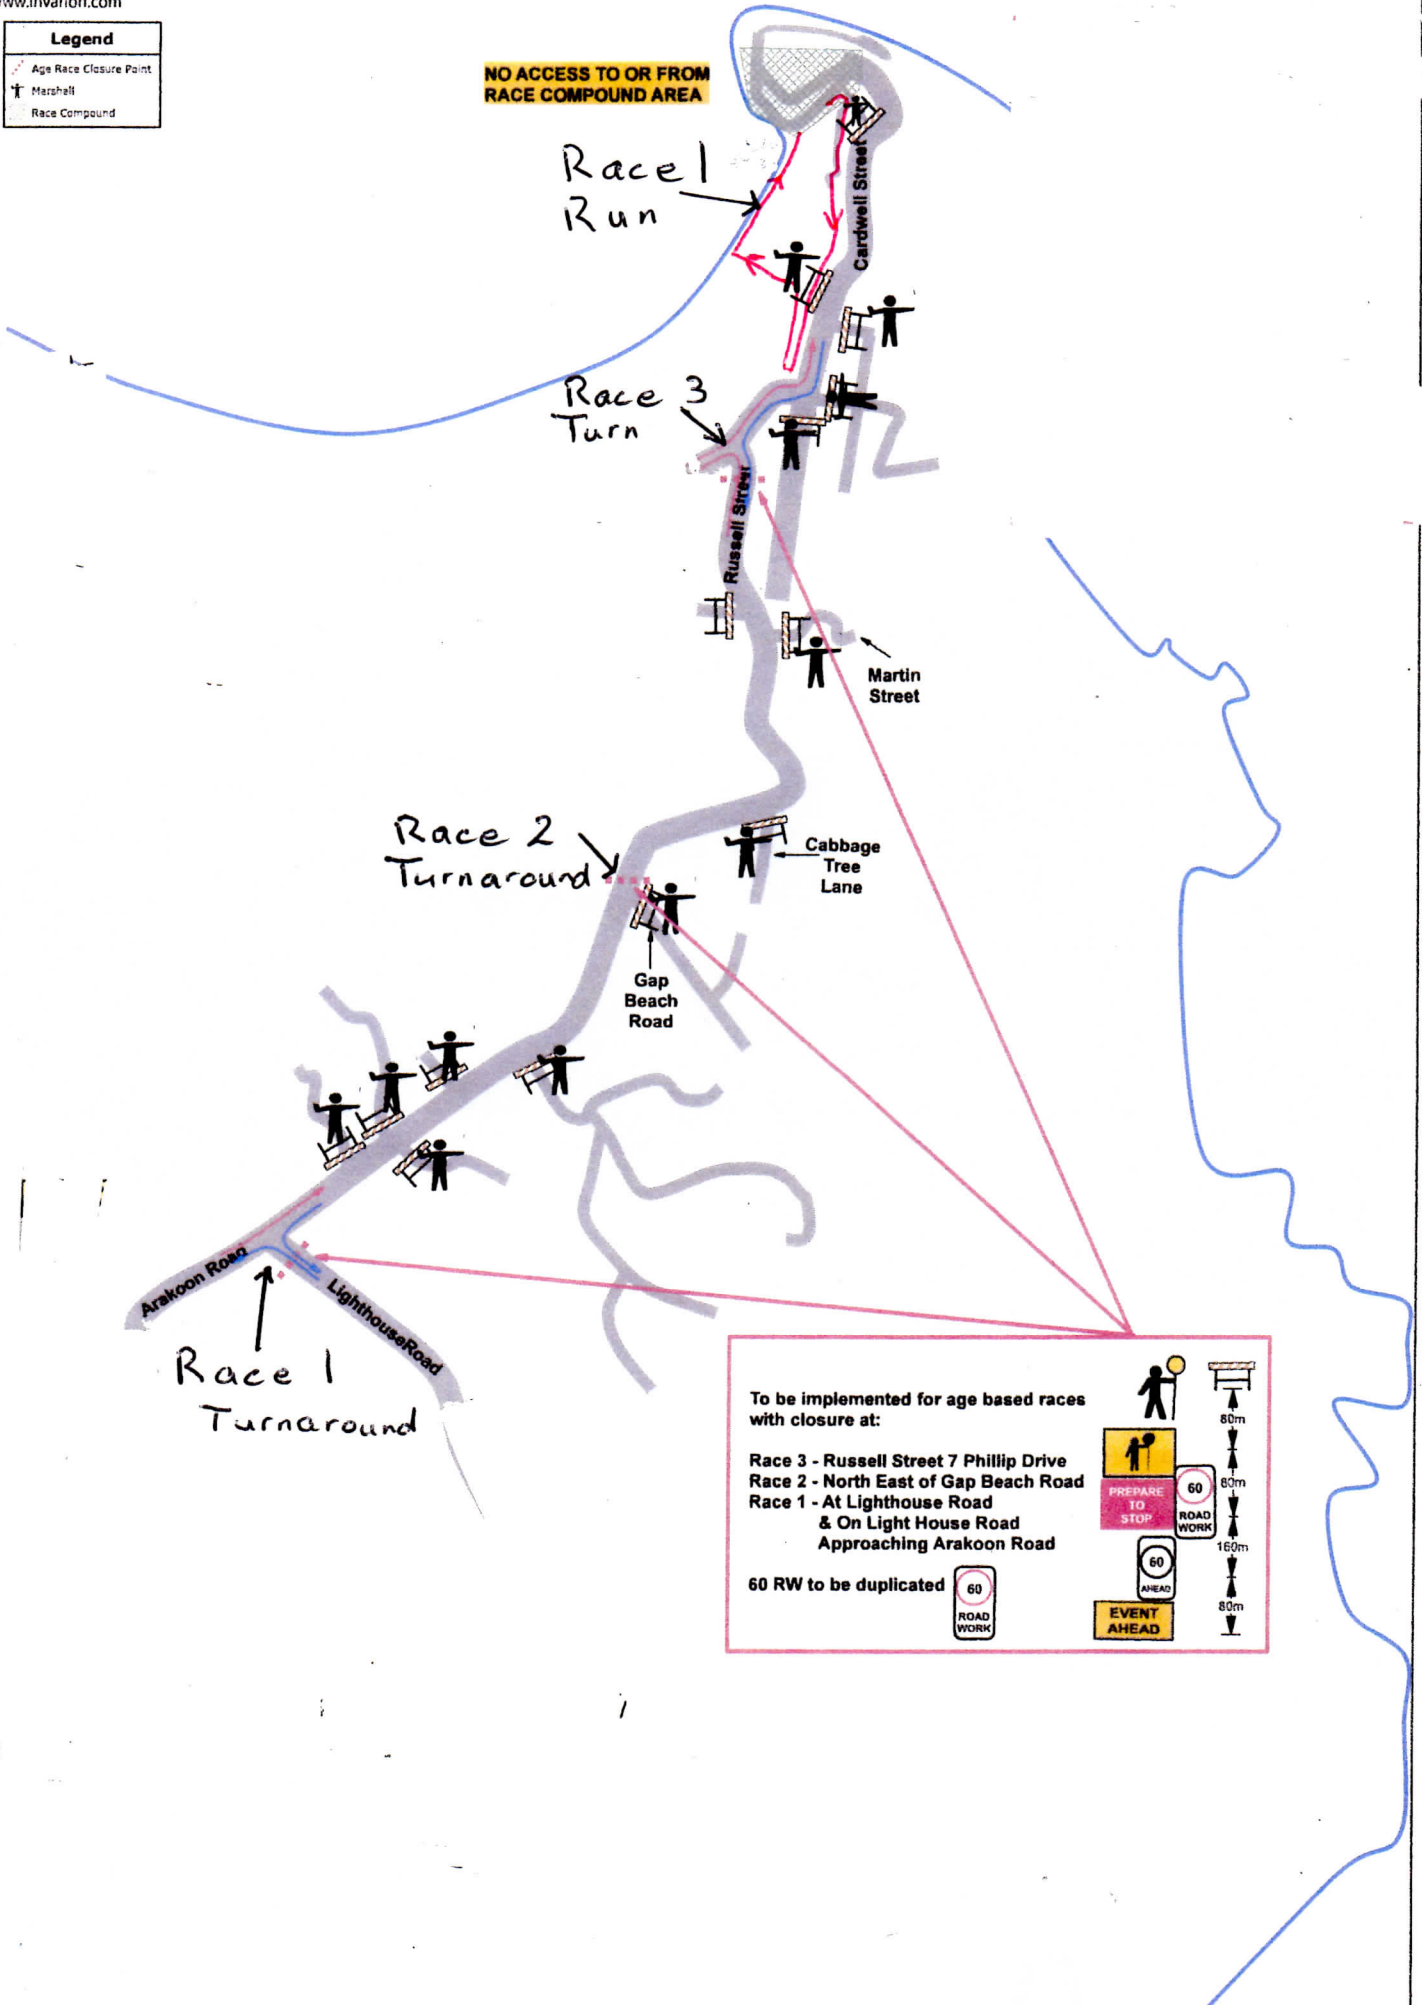 www.invarion.com
Legend
Age Race Closure Point
Marshall
Race Compound
NO ACCESS TO OR FROM
RACE COMPOUND AREA
Race 1
Run
Cardwell Street
Race 3
Turn
Russell Street
Martin
Street
Race 2
Turnaround
Cabbage
Tree
Lane
Gap
Beach
Road
Arakoon Road
LighthouseRoad
Race 1
Turnaround
To be implemented for age based races
with closure at:
Race 3 - Russell Street 7 Phillip Drive
Race 2 - North East of Gap Beach Road
Race 1 - At Lighthouse Road
& On Light House Road
Approaching Arakoon Road
60 RW to be duplicated
60
ROAD
WORK
PREPARE
TO
STOP
60
ROAD
WORK
60
AHEAD
EVENT
AHEAD
80m
80m
160m
80m